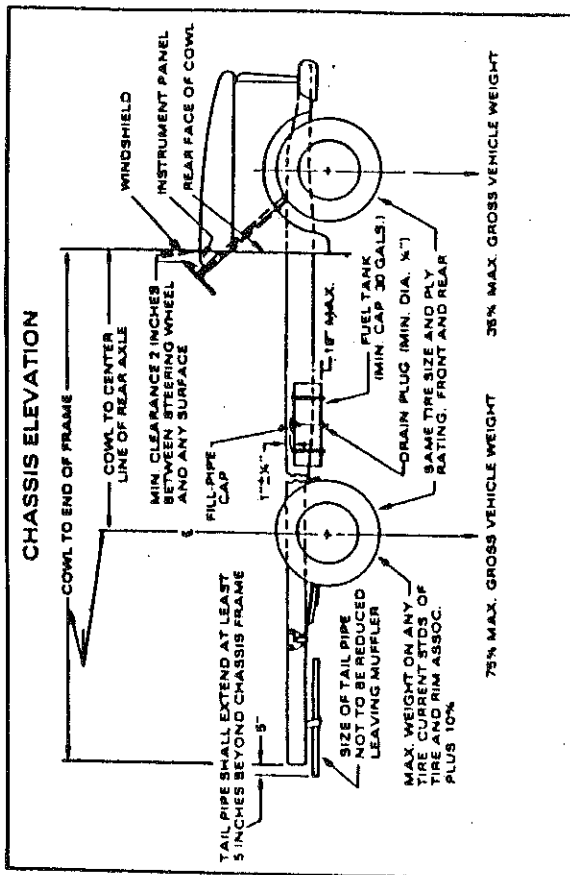 CHASSIS ELEVATION
COWL TO END OF FRAME
COWL TO CENTER
LINE OF REAR AXLE
WINDSHIELD
INSTRUMENT PANEL
REAR FACE OF COWL
MIN. CLEARANCE 2 INCHES
BETWEEN STEERING WHEEL
AND ANY SURFACE
FILL-PIPE
CAP
TAIL PIPE SHALL EXTEND AT LEAST
5 INCHES BEYOND CHASSIS FRAME
5"
SIZE OF TAIL PIPE
NOT TO BE REDUCED
LEAVING MUFFLER
MAX. WEIGHT ON ANY
TIRE CURRENT STDS OF
TIRE AND RIM ASSOC.
PLUS 10%
MAX.
FUEL TANK
(MIN. CAP 30 GALS.)
DRAIN PLUG (MIN. DIA. ¼")
SAME TIRE SIZE AND PLY
RATING, FRONT AND REAR
75% MAX. GROSS VEHICLE WEIGHT
35% MAX. GROSS VEHICLE WEIGHT